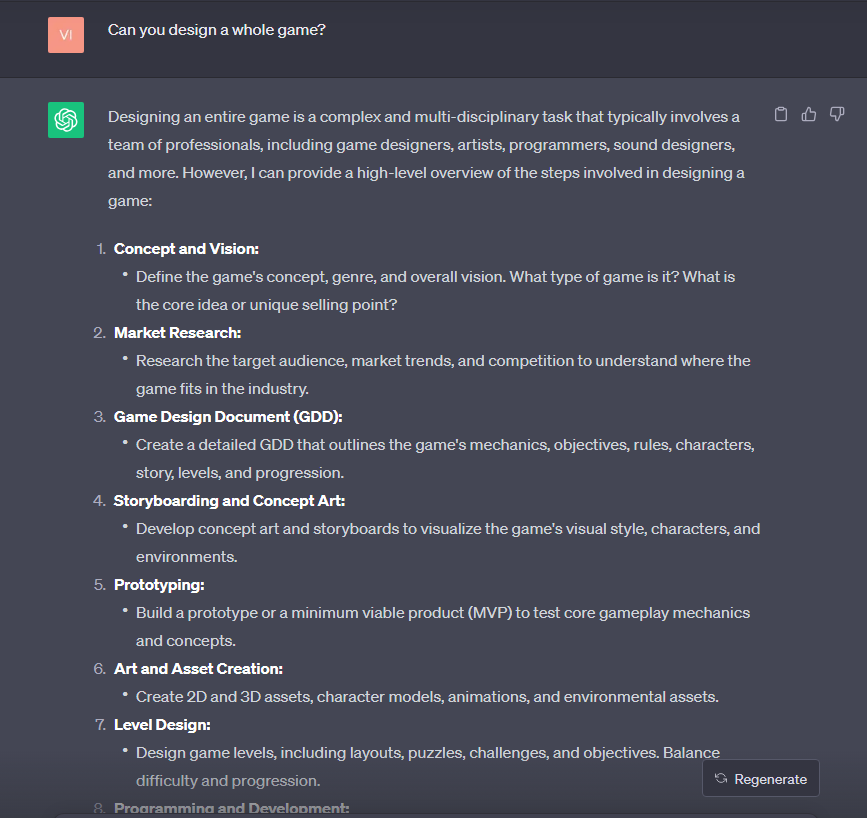 VI
Can you design a whole game?
Designing an entire game is a complex and multi-disciplinary task that typically involves a
team of professionals, including game designers, artists, programmers, sound designers,
and more. However, I can provide a high-level overview of the steps involved in designing a
game:
1. Concept and Vision:
• Define the game's concept, genre, and overall vision. What type of game is it? What is
the core idea or unique selling point?
2. Market Research:
• Research the target audience, market trends, and competition to understand where the
game fits in the industry.
3. Game Design Document (GDD):
• Create a detailed GDD that outlines the game's mechanics, objectives, rules, characters,
story, levels, and progression.
4. Storyboarding and Concept Art:
• Develop concept art and storyboards to visualize the game's visual style, characters, and
environments.
5. Prototyping:
• Build a prototype or a minimum viable product (MVP) to test core gameplay mechanics
and concepts.
6. Art and Asset Creation:
• Create 2D and 3D assets, character models, animations, and environmental assets.
7. Level Design:
• Design game levels, including layouts, puzzles, challenges, and objectives. Balance
difficulty and progression.
Regenerate
8. Programming and Development: